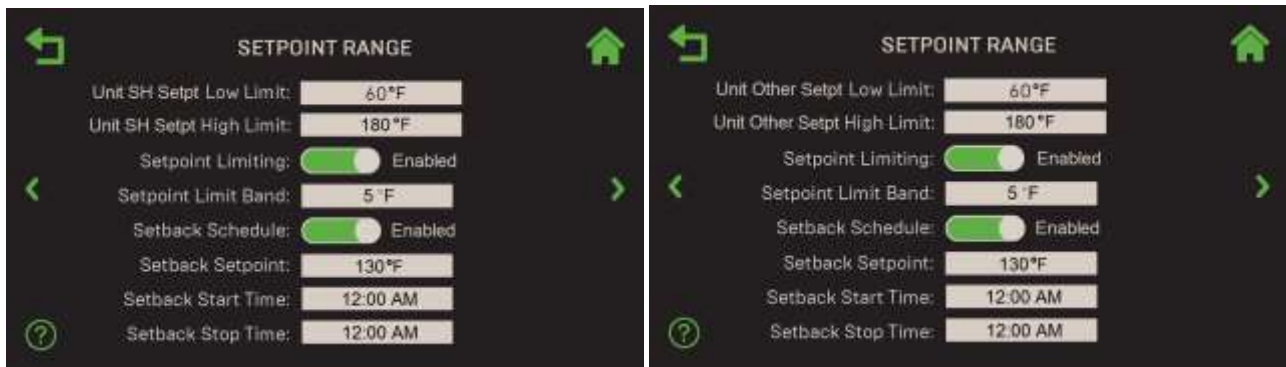 SETPOINT RANGE
Unit SH Setpt Low Limit: 60°F
Unit SH Setpt High Limit: 180°F
Setpoint Limiting: Enabled
Setpoint Limit Band: 5 °F
Setback Schedule: Enabled
Setback Setpoint: 130°F
Setback Start Time: 12:00 AM
Setback Stop Time: 12:00 AM
?
SETPOINT RANGE
Unit Other Setpt Low Limit: 60°F
Unit Other Setpt High Limit: 180°F
Setpoint Limiting: Enabled
Setpoint Limit Band: 5 °F
Setback Schedule: Enabled
Setback Setpoint: 130°F
Setback Start Time: 12:00 AM
Setback Stop Time: 12:00 AM
?